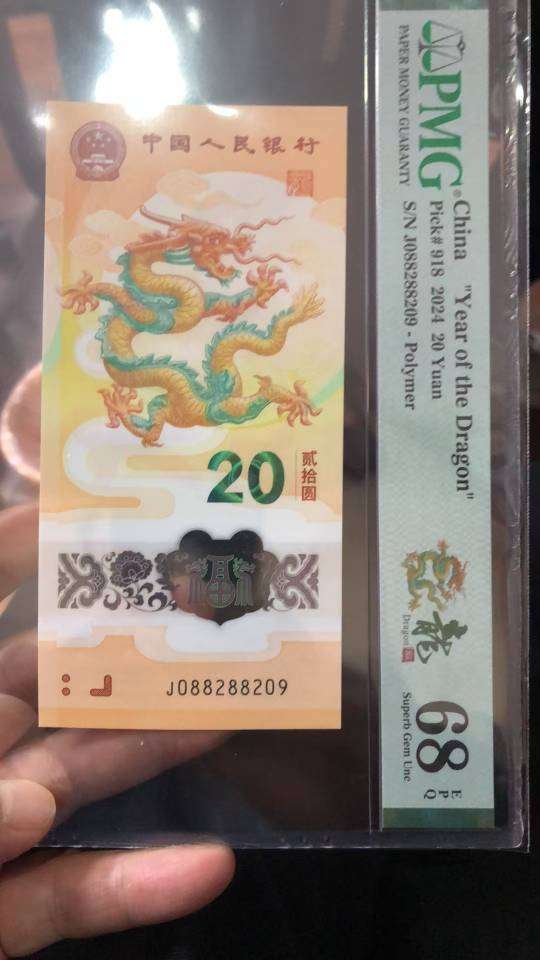 中国人民银行
20
贰拾圆
福
J088288209
PMG®
PAPER MONEY GUARANTY
China "Year of the Dragon"
Pick# 918 2024 20 Yuan
S/N J088288209 - Polymer
龍
Dragon
68
EPQ
Superb Gem Unc